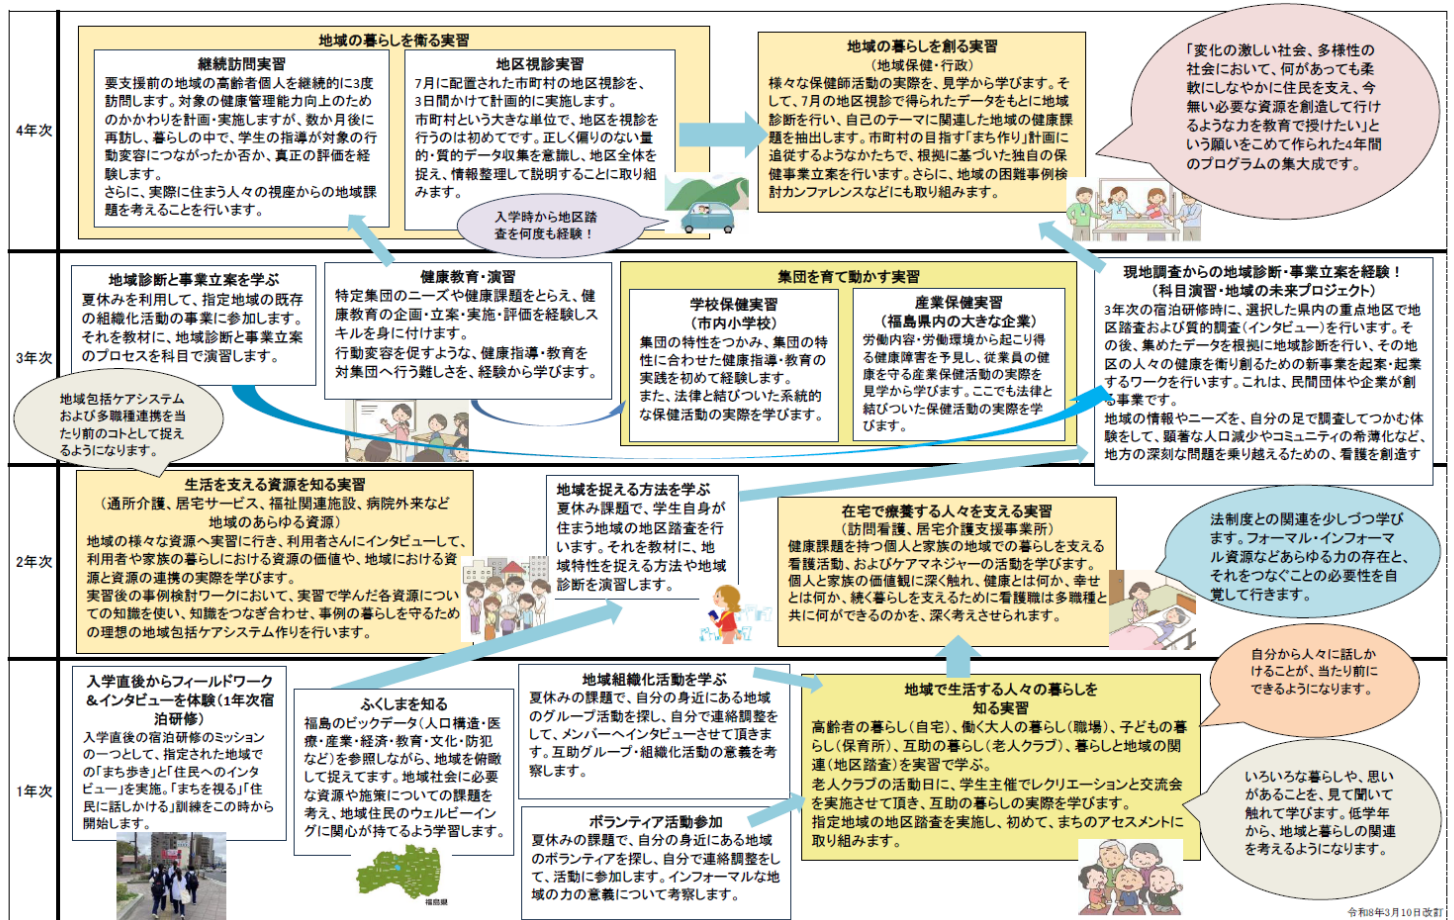 4年次
地域の暮らしを衛る実習
継続訪問実習
要支援前の地域の高齢者個人を継続的に3度
訪問します。対象の健康管理能力向上のため
のかかわりを計画・実施しますが、数か月後に
再訪し、暮らしの中で、学生の指導が対象の行
動変容につながったか否か、真正の評価を経
験します。
さらに、実際に住まう人々の視座からの地域課
題を考えることを行います。
地区視診実習
7月に配置された市町村の地区視診を、
3日間かけて計画的に実施します。
市町村という大きな単位で、地区を視診を
行うのは初めてです。正しく偏りのない量
的・質的データ収集を意識し、地区全体を
捉え、情報整理して説明することに取り組
みます。
入学時から地区踏
査を何度も経験！
地域の暮らしを創る実習
（地域保健・行政）
様々な保健師活動の実際を、見学から学びます。そ
して、7月の地区視診で得られたデータをもとに地域
診断を行い、自己のテーマに関連した地域の健康課
題を抽出します。市町村の目指す「まち作り」計画に
追従するようなかたちで、根拠に基づいた独自の保
健事業立案を行います。さらに、地域の困難事例検
討カンファレンスなどにも取り組みます。
「変化の激しい社会、多様性の
社会において、何があっても柔
軟にしなやかに住民を支え、今
無い必要な資源を創造して行け
るような力を教育で授けたい」と
いう願いをこめて作られた4年間
のプログラムの集大成です。
3年次
地域診断と事業立案を学ぶ
夏休みを利用して、指定地域の既存
の組織化活動の事業に参加します。
それを教材に、地域診断と事業立案
のプロセスを科目で演習します。
健康教育・演習
特定集団のニーズや健康課題をとらえ、健
康教育の企画・立案・実施・評価を経験しス
キルを身に付けます。
行動変容を促すような、健康指導・教育を
対集団へ行う難しさを、経験から学びます。
集団を育て動かす実習
学校保健実習
（市内小学校）
集団の特性をつかみ、集団の特
性に合わせた健康指導・教育の
実践を初めて経験します。
また、法律と結びついた系統的
な保健活動の実際を学びます。
産業保健実習
（福島県内の大きな企業）
労働内容・労働環境から起こり得
る健康障害を予見し、従業員の健
康を守る産業保健活動の実際を
見学から学びます。ここでも法律と
結びついた保健活動の実際を学
びます。
現地調査からの地域診断・事業立案を経験！
（科目演習・地域の未来プロジェクト）
3年次の宿泊研修時に、選択した県内の重点地区で地
区踏査および質的調査（インタビュー）を行います。そ
の後、集めたデータを根拠に地域診断を行い、その地
区の人々の健康を衛り創るための新事業を起案・起業
するワークを行います。これは、民間団体や企業が創
る事業です。
地域の情報やニーズを、自分の足で調査してつかむ体
験をして、顕著な人口減少やコミュニティの希薄化など、
地方の深刻な問題を乗り越えるための、看護を創造す
地域包括ケアシステム
および多職種連携を当
たり前のコトとして捉え
るようになります。
2年次
生活を支える資源を知る実習
（通所介護、居宅サービス、福祉関連施設、病院外来など
地域のあらゆる資源）
地域の様々な資源へ実習に行き、利用者さんにインタビューして、
利用者や家族の暮らしにおける資源の価値や、地域における資
源と資源の連携の実際を学びます。
実習後の事例検討ワークにおいて、実習で学んだ各資源につい
ての知識を使い、知識をつなぎ合わせ、事例の暮らしを守るため
の理想の地域包括ケアシステム作りを行います。
地域を捉える方法を学ぶ
夏休み課題で、学生自身が
住まう地域の地区踏査を行
います。それを教材に、地
域特性を捉える方法や地域
診断を演習します。
在宅で療養する人々を支える実習
（訪問看護、居宅介護支援事業所）
健康課題を持つ個人と家族の地域での暮らしを支える
看護活動、およびケアマネジャーの活動を学びます。
個人と家族の価値観に深く触れ、健康とは何か、幸せ
とは何か、続く暮らしを支えるために看護職は多職種と
共に何ができるのかを、深く考えさせられます。
法制度との関連を少しづつ学び
ます。フォーマル・インフォーマ
ル資源などあらゆる力の存在と、
それをつなぐことの必要性を自
覚して行きます。
1年次
入学直後からフィールドワーク
＆インタビューを体験（1年次宿
泊研修）
入学直後の宿泊研修のミッション
の一つとして、指定された地域で
の「まち歩き」と「住民へのインタ
ビュー」を実施。「まちを視る」「住
民に話しかける」訓練をこの時から
開始します。
ふくしまを知る
福島のビックデータ（人口構造・医
療・産業・経済・教育・文化・防犯
など）を参照しながら、地域を俯瞰
して捉えてます。地域社会に必要
な資源や施策についての課題を
考え、地域住民のウェルビーイン
グに関心が持てるよう学習します。
福島県
地域組織化活動を学ぶ
夏休みの課題で、自分の身近にある地域
のグループ活動を探し、自分で連絡調整を
して、メンバーへインタビューさせて頂きま
す。互助グループ・組織化活動の意義を考
察します。
ボランティア活動参加
夏休みの課題で、自分の身近にある地域
のボランティアを探し、自分で連絡調整をし
て、活動に参加します。インフォーマルな地
域の力の意義について考察します。
地域で生活する人々の暮らしを
知る実習
高齢者の暮らし（自宅）、働く大人の暮らし（職場）、子どもの暮
らし（保育所）、互助の暮らし（老人クラブ）、暮らしと地域の関
連（地区踏査）を実習で学ぶ。
老人クラブの活動日に、学生主催でレクリエーションと交流会
を実施させて頂き、互助の暮らしの実際を学びます。
指定地域の地区踏査を実施し、初めて、まちのアセスメントに
取り組みます。
自分から人々に話しか
けることが、当たり前に
できるようになります。
いろいろな暮らしや、思い
があることを、見て聞いて
触れて学びます。低学年
から、地域と暮らしの関連
を考えるようになります。
令和8年3月10日改訂